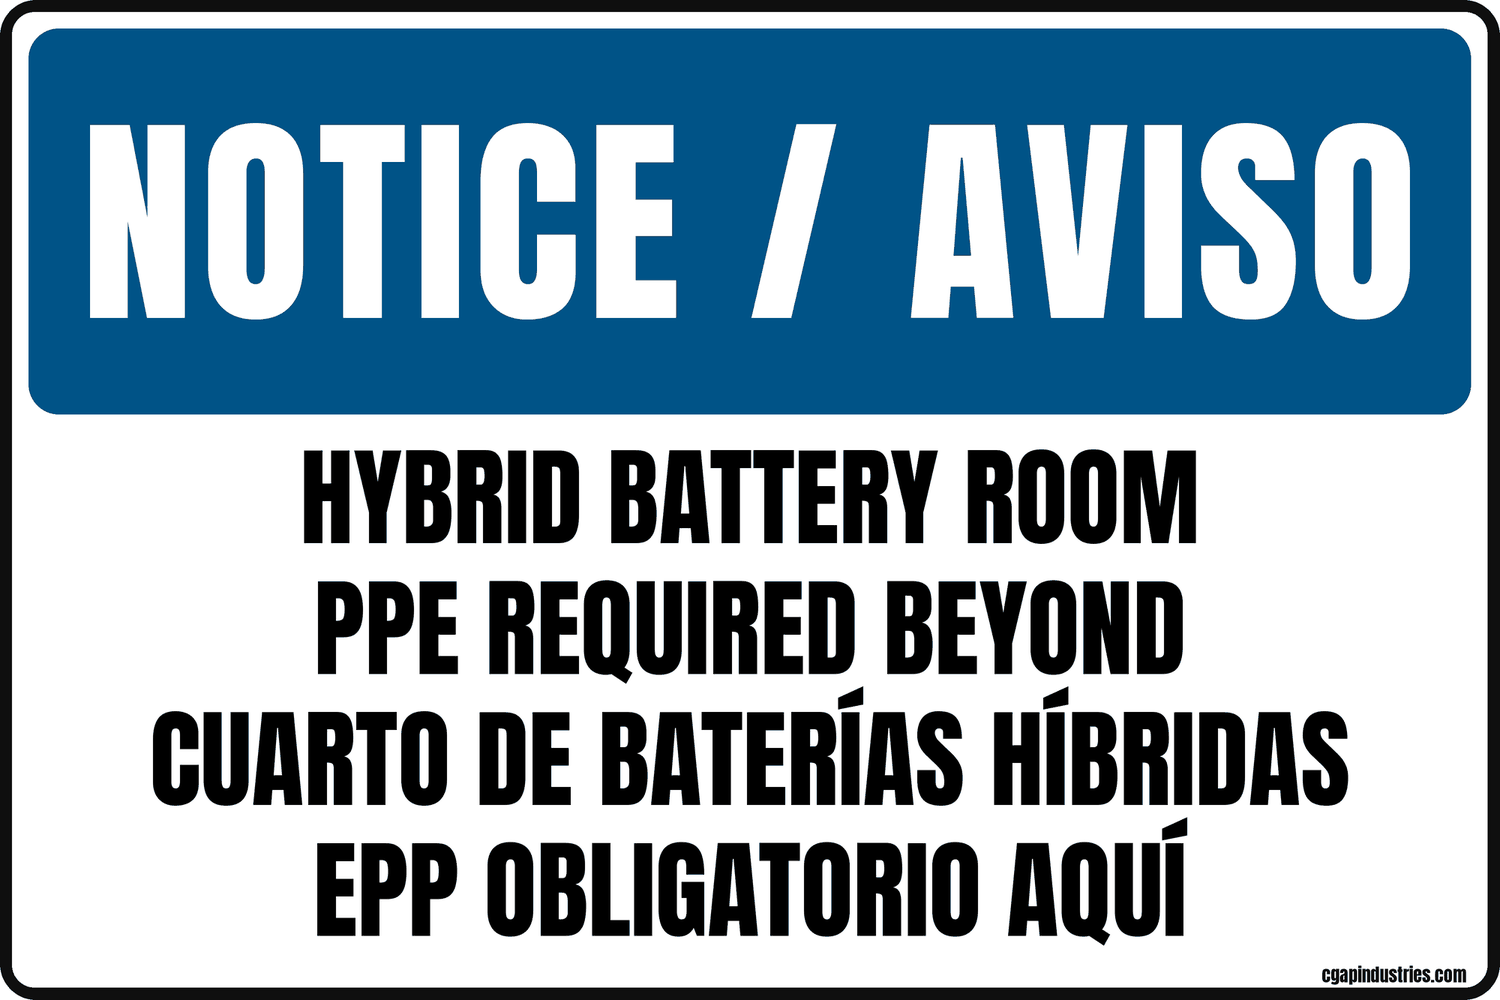 NOTICE / AVISO
HYBRID BATTERY ROOM
PPE REQUIRED BEYOND
CUARTO DE BATERÍAS HÍBRIDAS
EPP OBLIGATORIO AQUÍ
cgapindustries.com